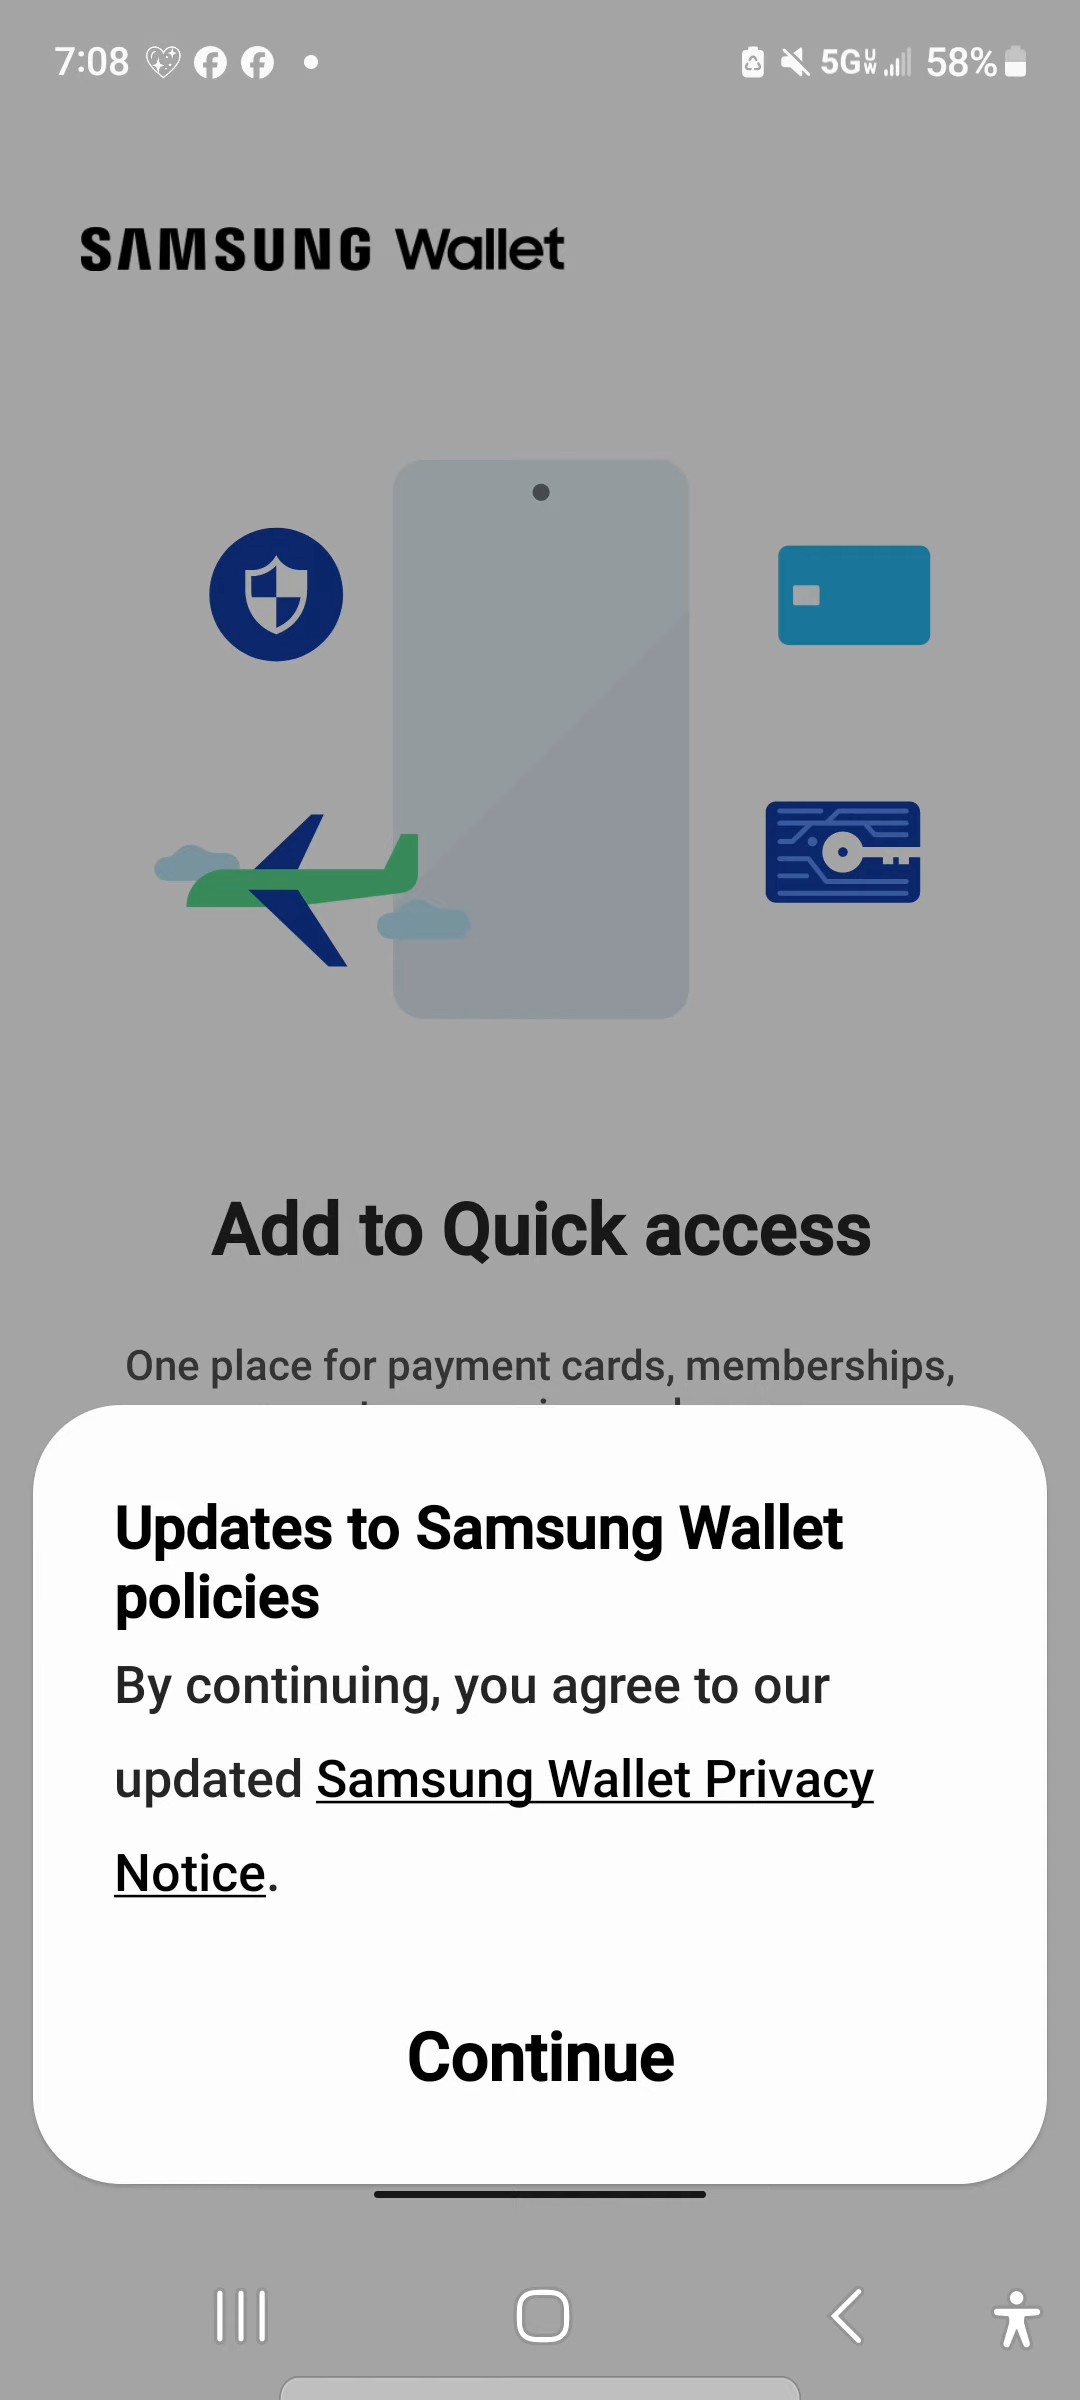 7:08 5G UW 58%
SAMSUNG Wallet
Add to Quick access
One place for payment cards, memberships,
Updates to Samsung Wallet
policies
By continuing, you agree to our
updated Samsung Wallet Privacy
Notice.
Continue